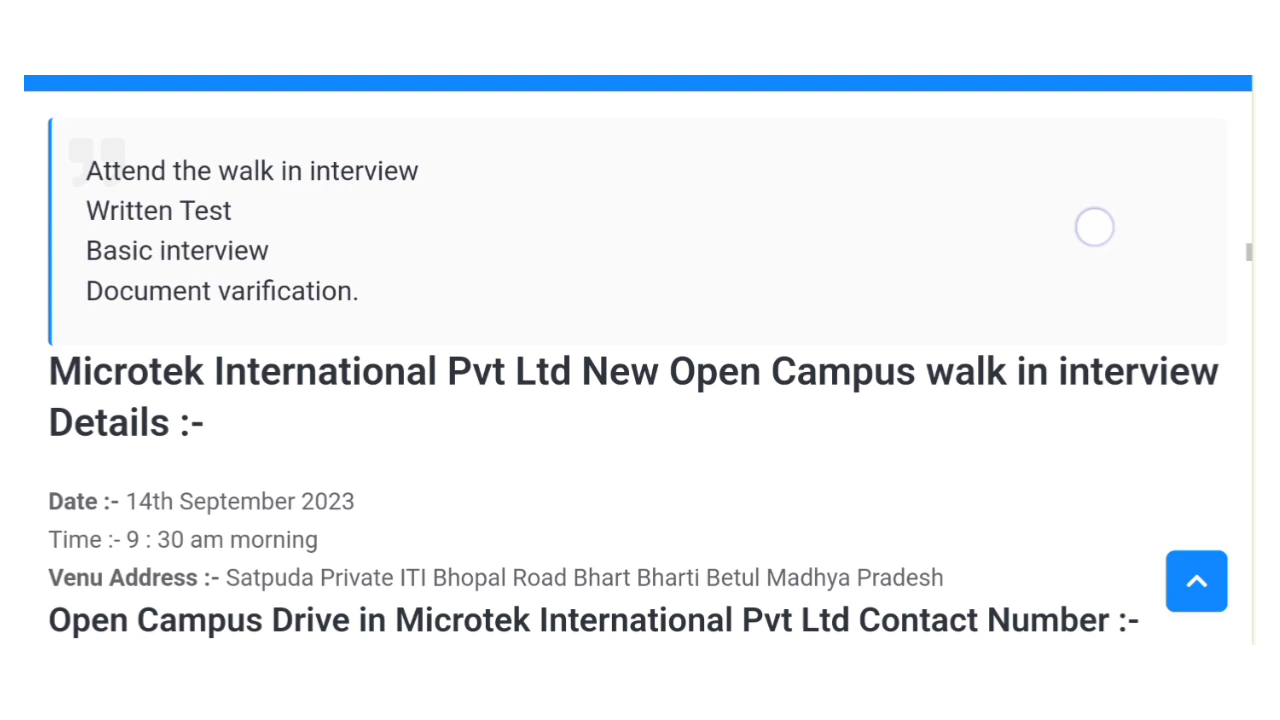 Attend the walk in interview
Written Test
Basic interview
Document varification.
Microtek International Pvt Ltd New Open Campus walk in interview
Details :-
Date :- 14th September 2023
Time :- 9 : 30 am morning
Venu Address :- Satpuda Private ITI Bhopal Road Bhart Bharti Betul Madhya Pradesh
Open Campus Drive in Microtek International Pvt Ltd Contact Number :-